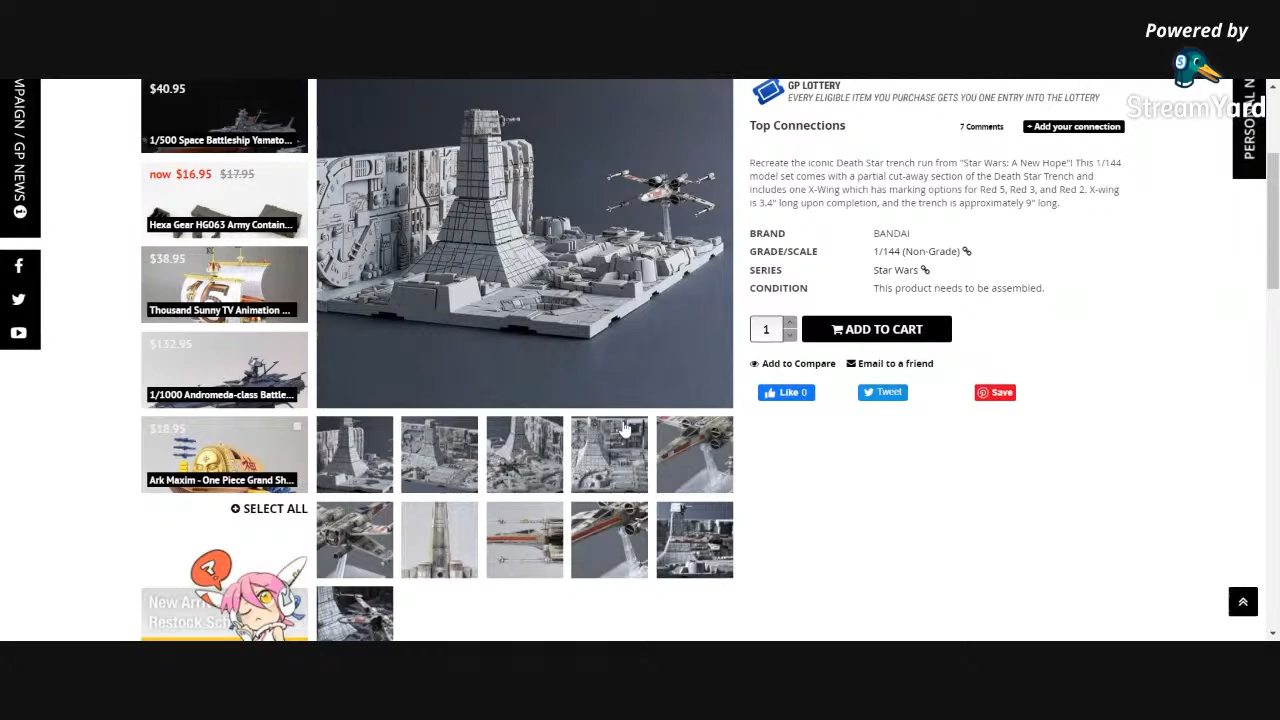 Powered by
StreamYard
MPAIGN / GP NEWS
PERSONAL N
$40.95
1/500 Space Battleship Yamato...
now $16.95 $17.95
Hexa Gear HG063 Army Contain...
$38.95
15
Thousand Sunny TV Animation ...
$132.95
1/1000 Andromeda-class Battle...
$18.95
Ark Maxim - One Piece Grand Sh...
SELECT ALL
?
New Arri
Restock Sch
GP LOTTERY
EVERY ELIGIBLE ITEM YOU PURCHASE GETS YOU ONE ENTRY INTO THE LOTTERY
Top Connections 7 Comments + Add your connection
Recreate the iconic Death Star trench run from "Star Wars: A New Hope"! This 1/144
model set comes with a partial cut-away section of the Death Star Trench and
includes one X-Wing which has marking options for Red 5, Red 3, and Red 2. X-wing
is 3.4" long upon completion, and the trench is approximately 9" long.
BRAND BANDAI
GRADE/SCALE 1/144 (Non-Grade)
SERIES Star Wars
CONDITION This product needs to be assembled.
1 ADD TO CART
Add to Compare Email to a friend
Like 0 Tweet Save